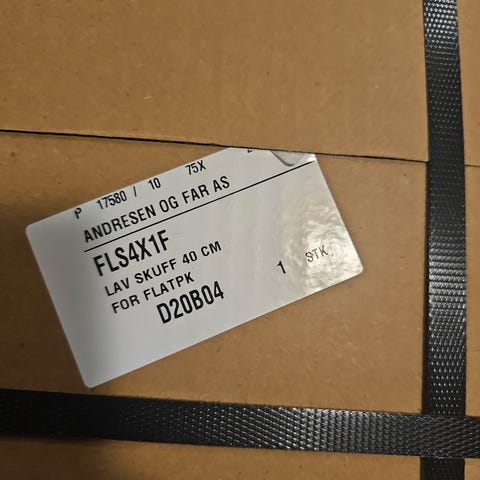 P 17580 / 10 75X
ANDRESEN OG FAR AS
FLS4X1F
LAV SKUFF 40 CM
FOR FLATPK 1 STK
D20B04